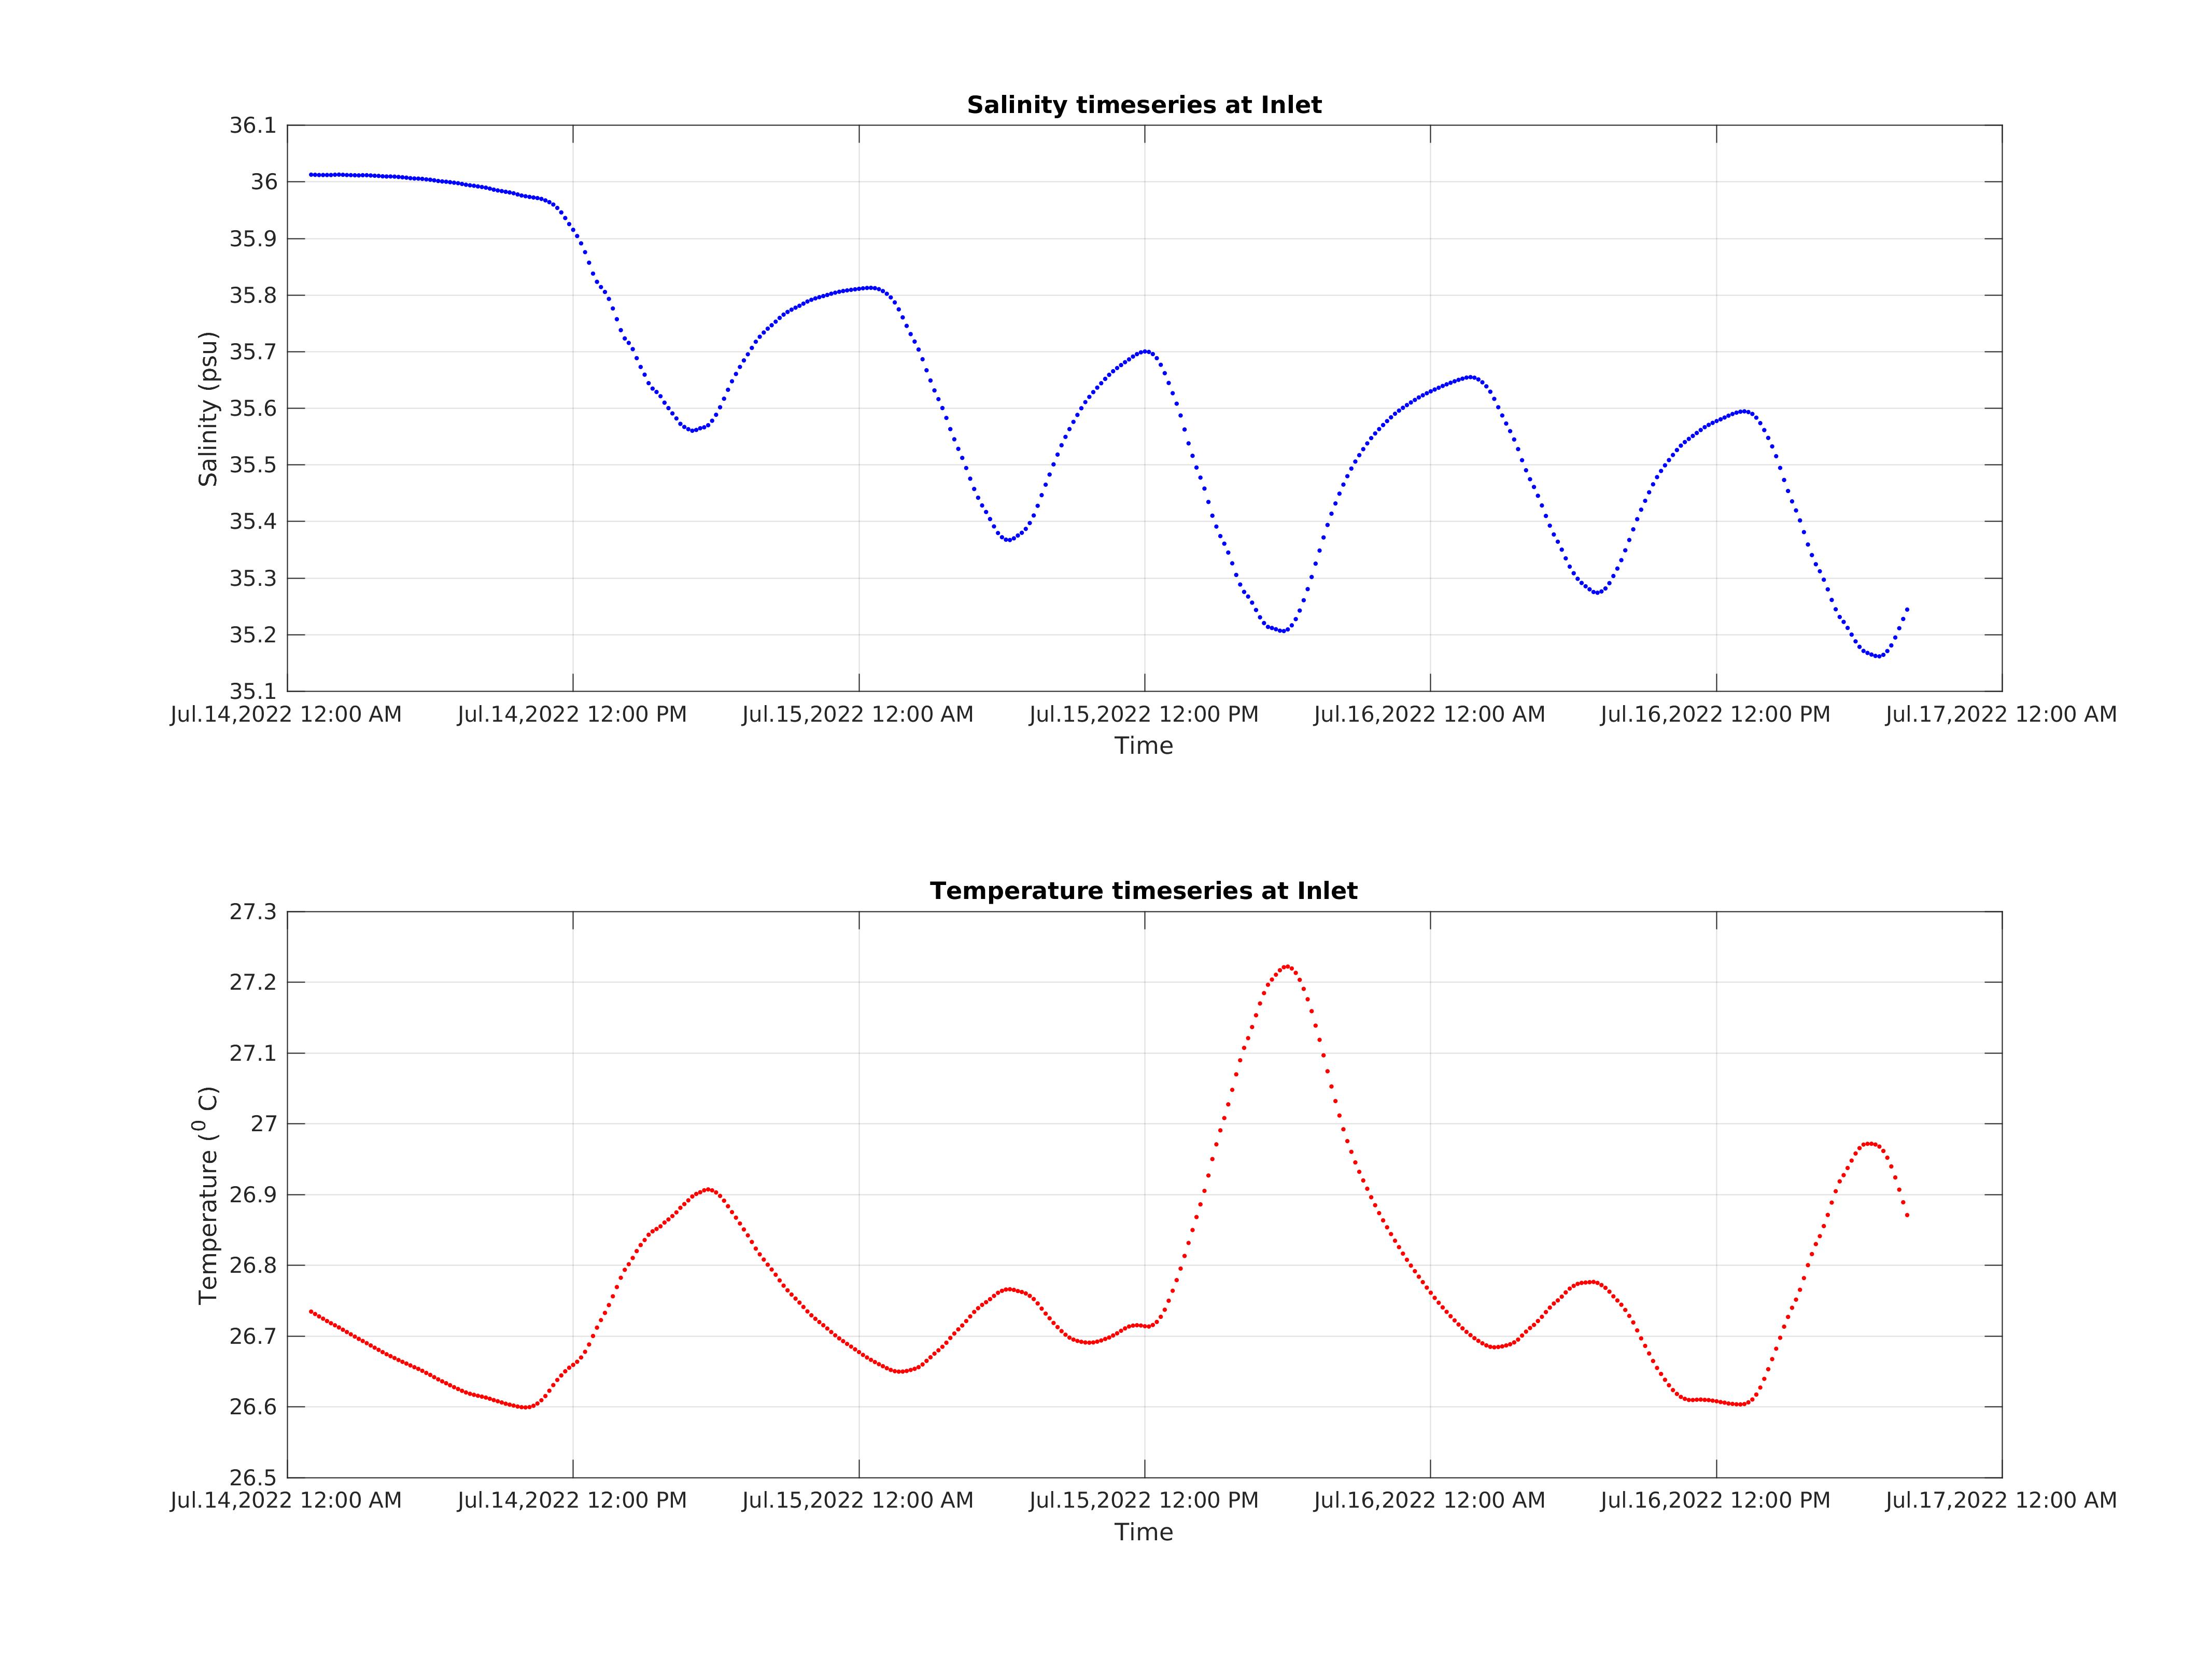 Salinity timeseries at Inlet
36.1
36
35.9
35.8
35.7
35.6
35.5
35.4
35.3
35.2
35.1
Salinity (psu)
Jul.14,2022 12:00 AM Jul.14,2022 12:00 PM Jul.15,2022 12:00 AM Jul.15,2022 12:00 PM Jul.16,2022 12:00 AM Jul.16,2022 12:00 PM Jul.17,2022 12:00 AM
Time
Temperature timeseries at Inlet
27.3
27.2
27.1
27
26.9
26.8
26.7
26.6
26.5
Temperature (⁰ C)
Jul.14,2022 12:00 AM Jul.14,2022 12:00 PM Jul.15,2022 12:00 AM Jul.15,2022 12:00 PM Jul.16,2022 12:00 AM Jul.16,2022 12:00 PM Jul.17,2022 12:00 AM
Time